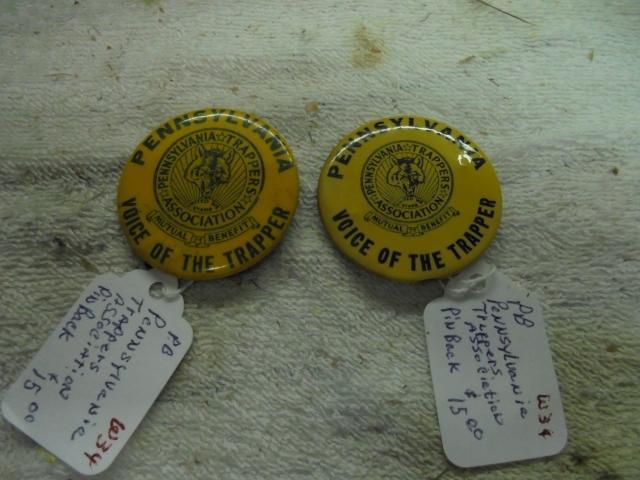 PENNSYLVANIA
PENNSYLVANIA TRAPPERS
ASSOCIATION
MUTUAL BENEFIT
VOICE OF THE TRAPPER
PENNSYLVANIA
PENNSYLVANIA TRAPPERS
ASSOCIATION
MUTUAL BENEFIT
VOICE OF THE TRAPPER
PB
PENNSYLVANIA
TRAPPERS
ASSOCIATION
PinBack $15.00
W34
PB
PENNSYLVANIA
Trappers
Association
PinBack $15.00
W34